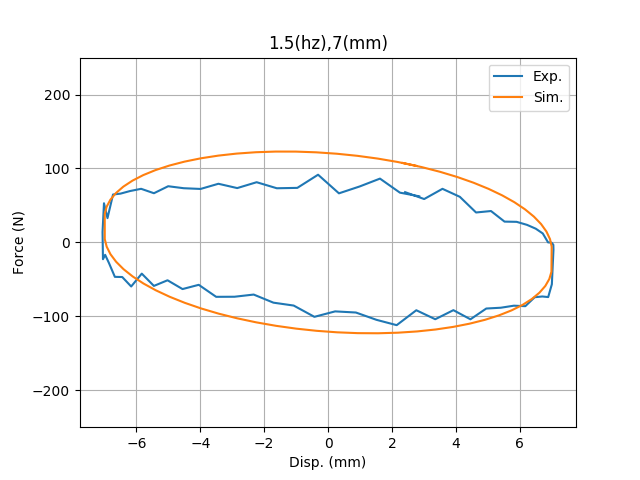 1.5(hz),7(mm)
Exp.
Sim.
200
100
0
−100
−200
Force (N)
−6 −4 −2 0 2 4 6
Disp. (mm)